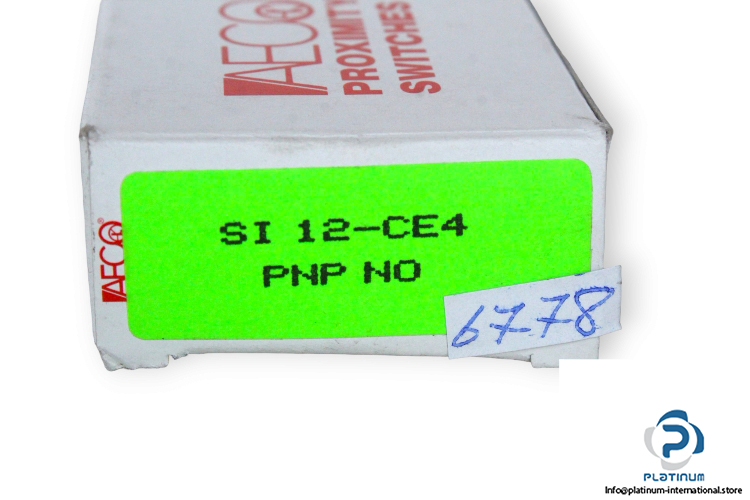 AECO
PROXIMITY
SWITCHES
AECO®
SI 12-CE4
PNP NO
6778
PLATINUM
Info@platinum-international.store